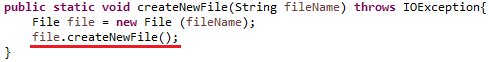 public static void createNewFile(String fileName) throws IOException{
File file = new File (fileName);
file.createNewFile();
}